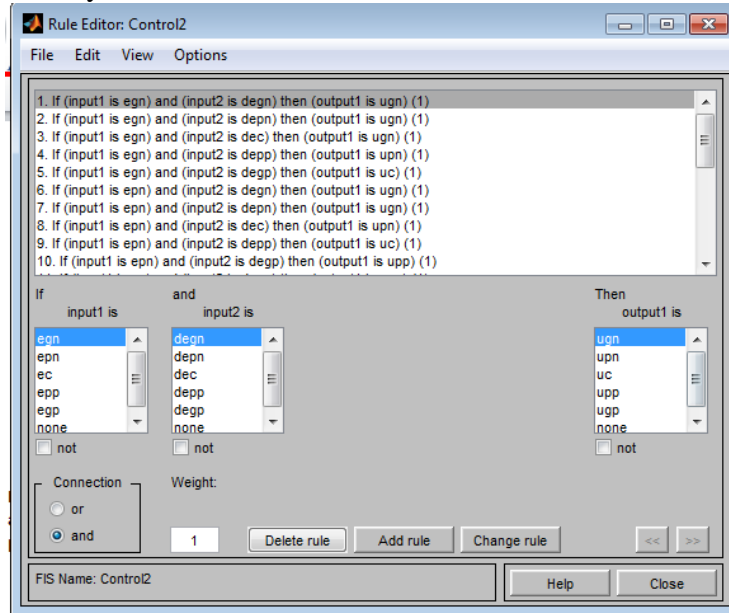 Rule Editor: Control2
File Edit View Options
1. If (input1 is egn) and (input2 is degn) then (output1 is ugn) (1)
2. If (input1 is egn) and (input2 is depn) then (output1 is ugn) (1)
3. If (input1 is egn) and (input2 is dec) then (output1 is ugn) (1)
4. If (input1 is egn) and (input2 is depp) then (output1 is upn) (1)
5. If (input1 is egn) and (input2 is degp) then (output1 is uc) (1)
6. If (input1 is epn) and (input2 is degn) then (output1 is ugn) (1)
7. If (input1 is epn) and (input2 is depn) then (output1 is ugn) (1)
8. If (input1 is epn) and (input2 is dec) then (output1 is upn) (1)
9. If (input1 is epn) and (input2 is depp) then (output1 is uc) (1)
10. If (input1 is epn) and (input2 is degp) then (output1 is upp) (1)
If and Then
input1 is input2 is output1 is
egn degn ugn
epn depn upn
ec dec uc
epp depp upp
egp degp ugp
none none none
not not not
Connection Weight:
or
and 1 Delete rule Add rule Change rule << >>
FIS Name: Control2 Help Close